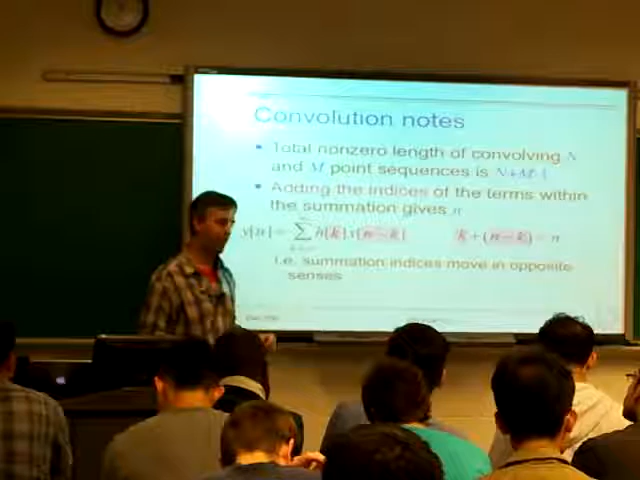 Convolution notes
• Total nonzero length of convolving N
and M point sequences is N+M-1
• Adding the indices of the terms within
the summation gives n
y[n] = ∑ h[k] x[n−k] k + (n−k) = n
i.e. summation indices move in opposite
senses